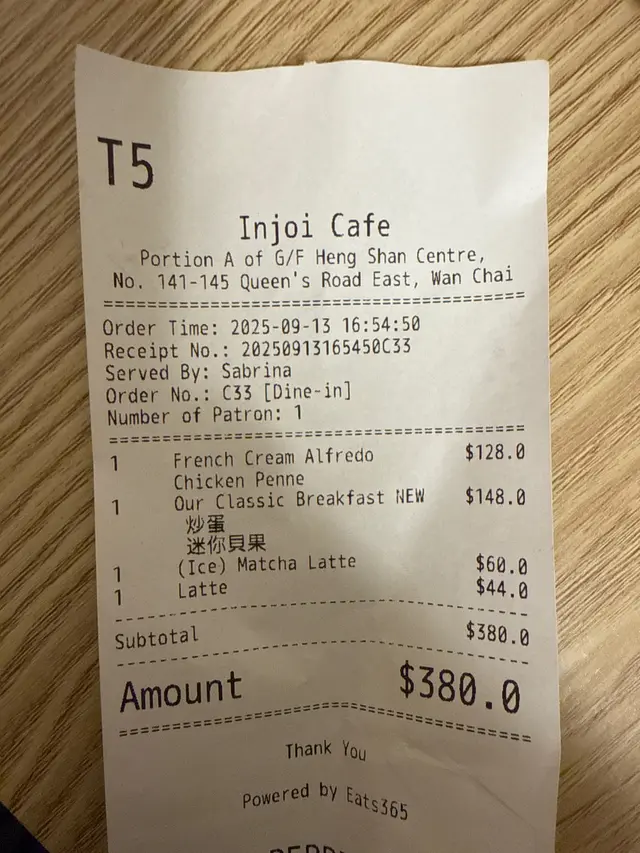 T5
Injoi Cafe
Portion A of G/F Heng Shan Centre,
No. 141-145 Queen's Road East, Wan Chai
Order Time: 2025-09-13 16:54:50
Receipt No.: 20250913165450C33
Served By: Sabrina
Order No.: C33 [Dine-in]
Number of Patron: 1
1 French Cream Alfredo $128.0
Chicken Penne
1 Our Classic Breakfast NEW $148.0
炒蛋
迷你貝果
1 (Ice) Matcha Latte $60.0
1 Latte $44.0
Subtotal $380.0
Amount $380.0
Thank You
Powered by Eats365